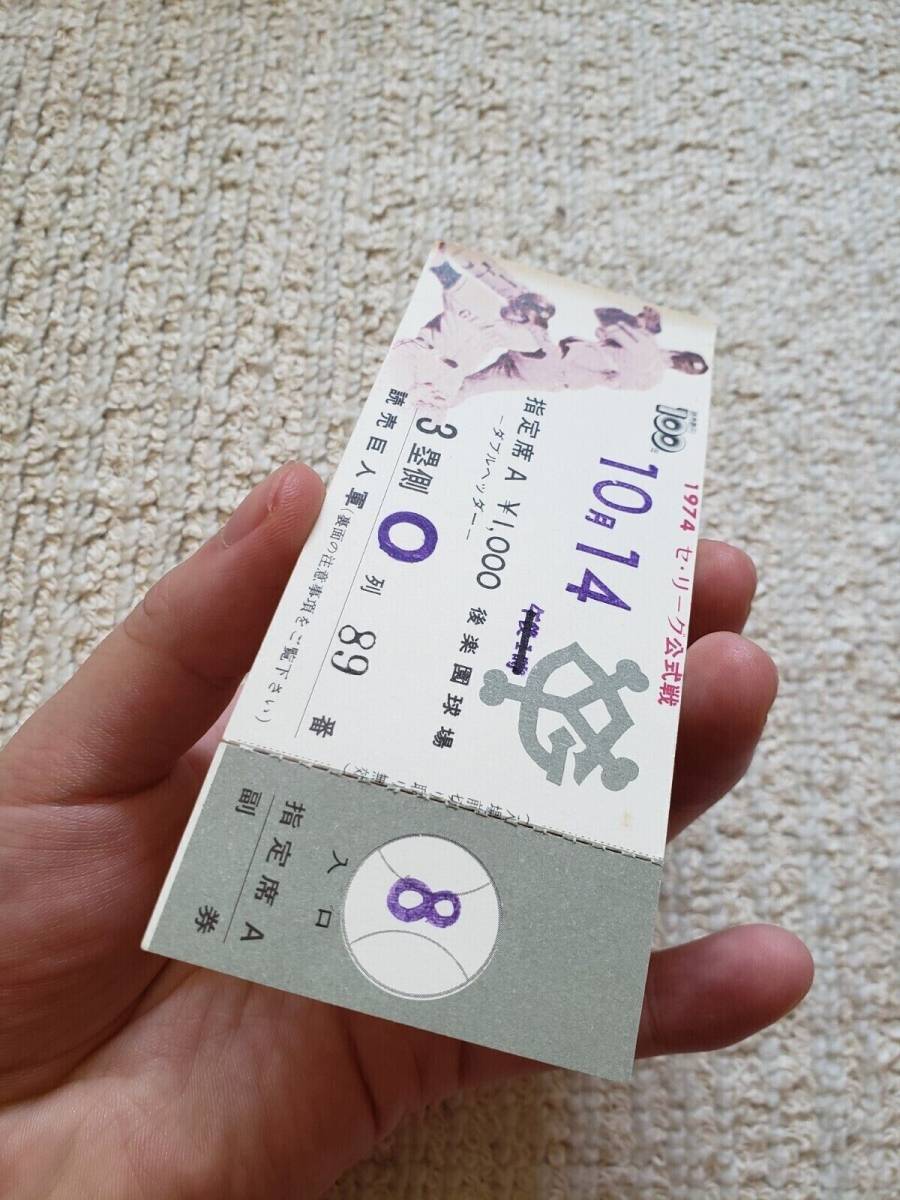 1974 セ・リーグ公式戦
100
10月14
指定席A ¥1,000 後楽園球場
ーダブルヘッダーー
3塁側 O 列 89 番
読売巨人軍(裏面の注意事項をご覧下さい)
8
入口
指定席A
副券